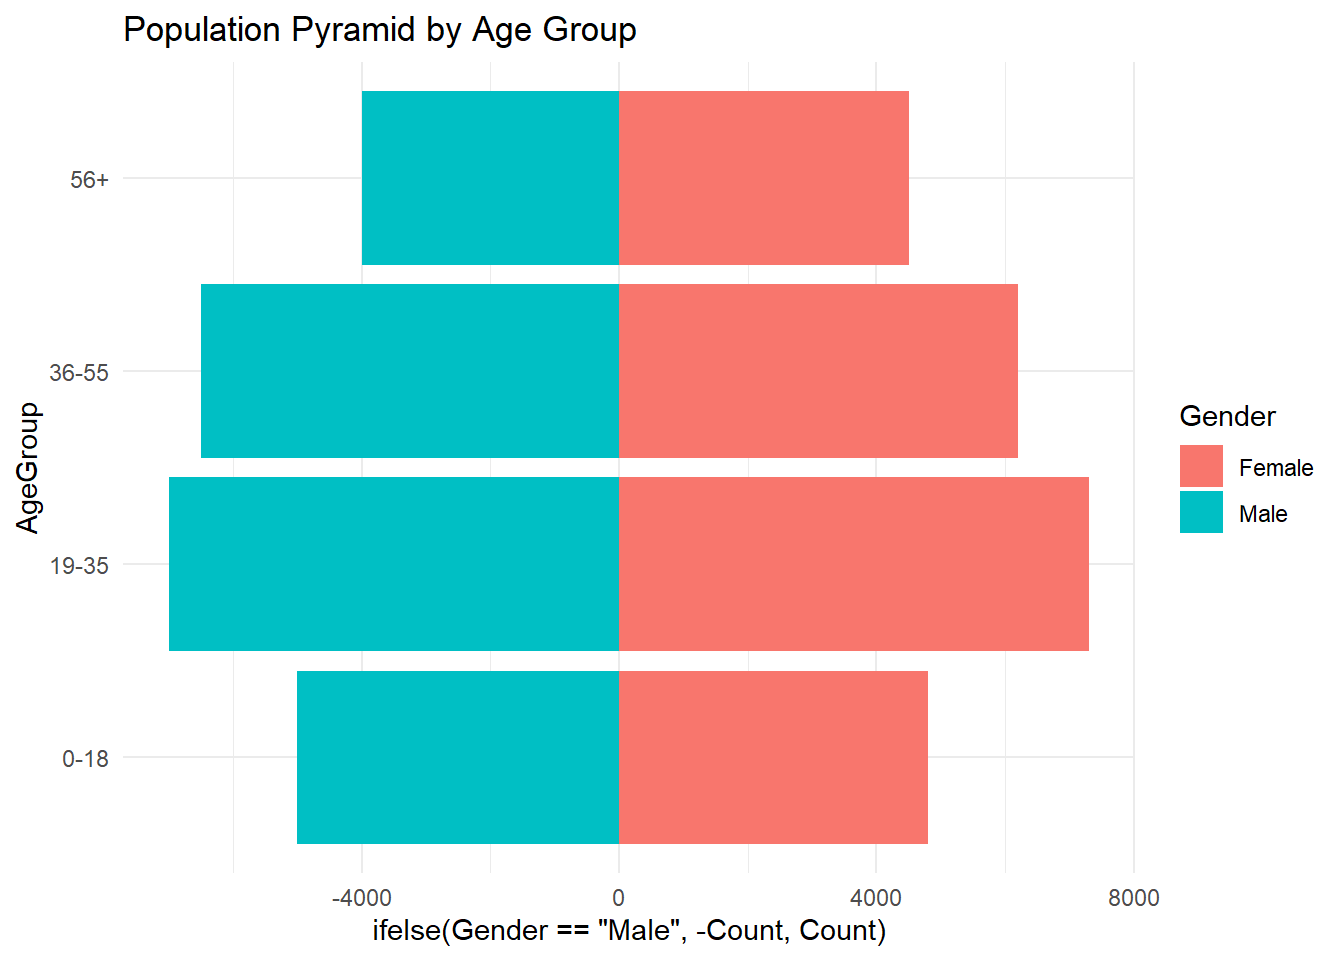 Population Pyramid by Age Group
56+
36-55
19-35
0-18
AgeGroup
-4000 0 4000 8000
ifelse(Gender == "Male", -Count, Count)
Gender
Female
Male